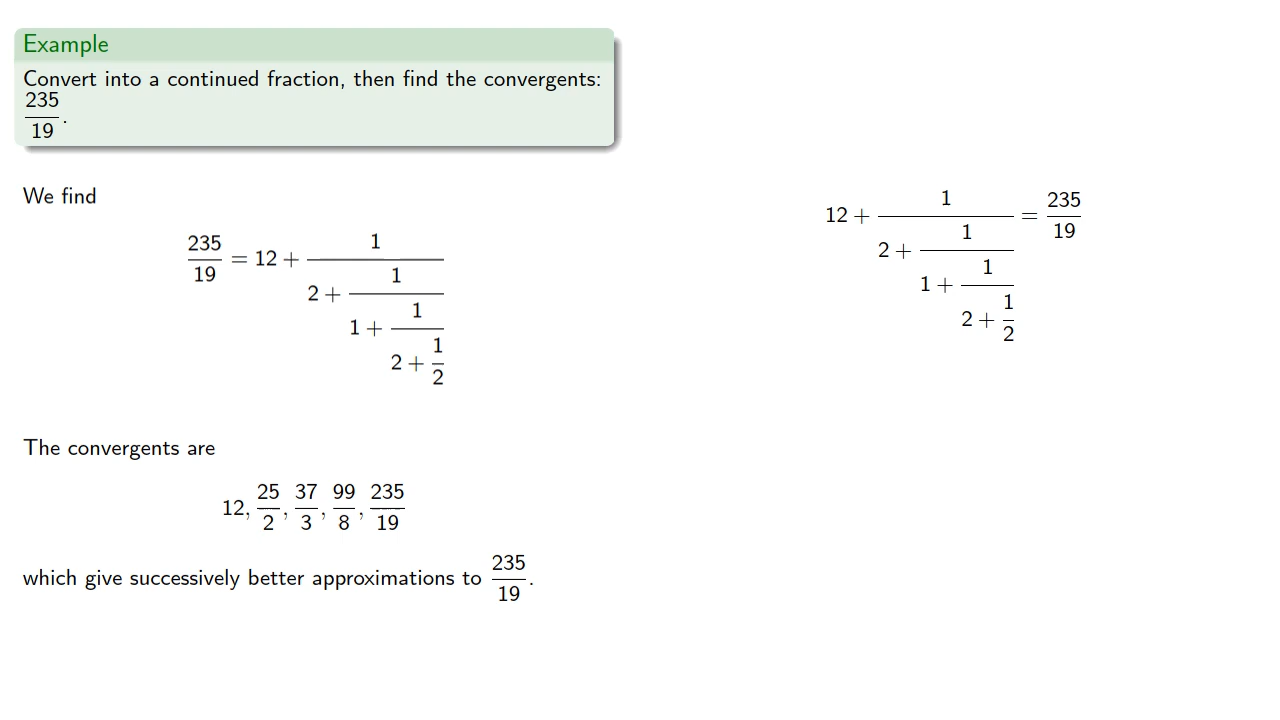 Example
Convert into a continued fraction, then find the convergents:
235/19.
We find
235/19 = 12 + 1/(2 + 1/(1 + 1/(2 + 1/2)))
12 + 1/(2 + 1/(1 + 1/(2 + 1/2))) = 235/19
The convergents are
12, 25/2, 37/3, 99/8, 235/19
which give successively better approximations to 235/19.